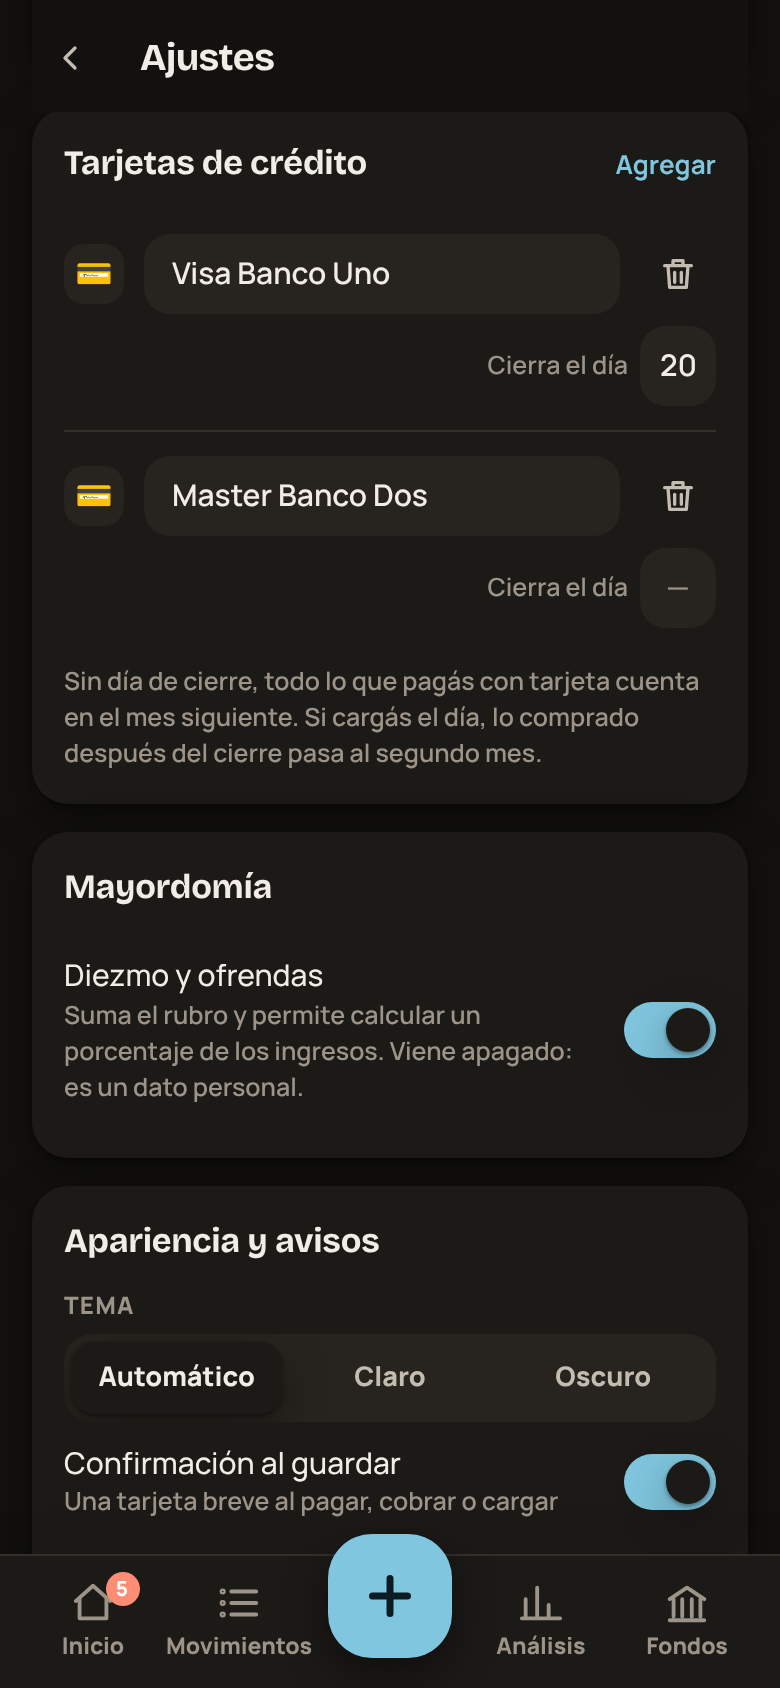 Ajustes
Tarjetas de crédito
Agregar
Visa Banco Uno
Cierra el día
20
Master Banco Dos
Cierra el día
—
Sin día de cierre, todo lo que pagás con tarjeta cuenta
en el mes siguiente. Si cargás el día, lo comprado
después del cierre pasa al segundo mes.
Mayordomía
Diezmo y ofrendas
Suma el rubro y permite calcular un
porcentaje de los ingresos. Viene apagado:
es un dato personal.
Apariencia y avisos
TEMA
Automático
Claro
Oscuro
Confirmación al guardar
Una tarjeta breve al pagar, cobrar o cargar
5
Inicio
Movimientos
Análisis
Fondos